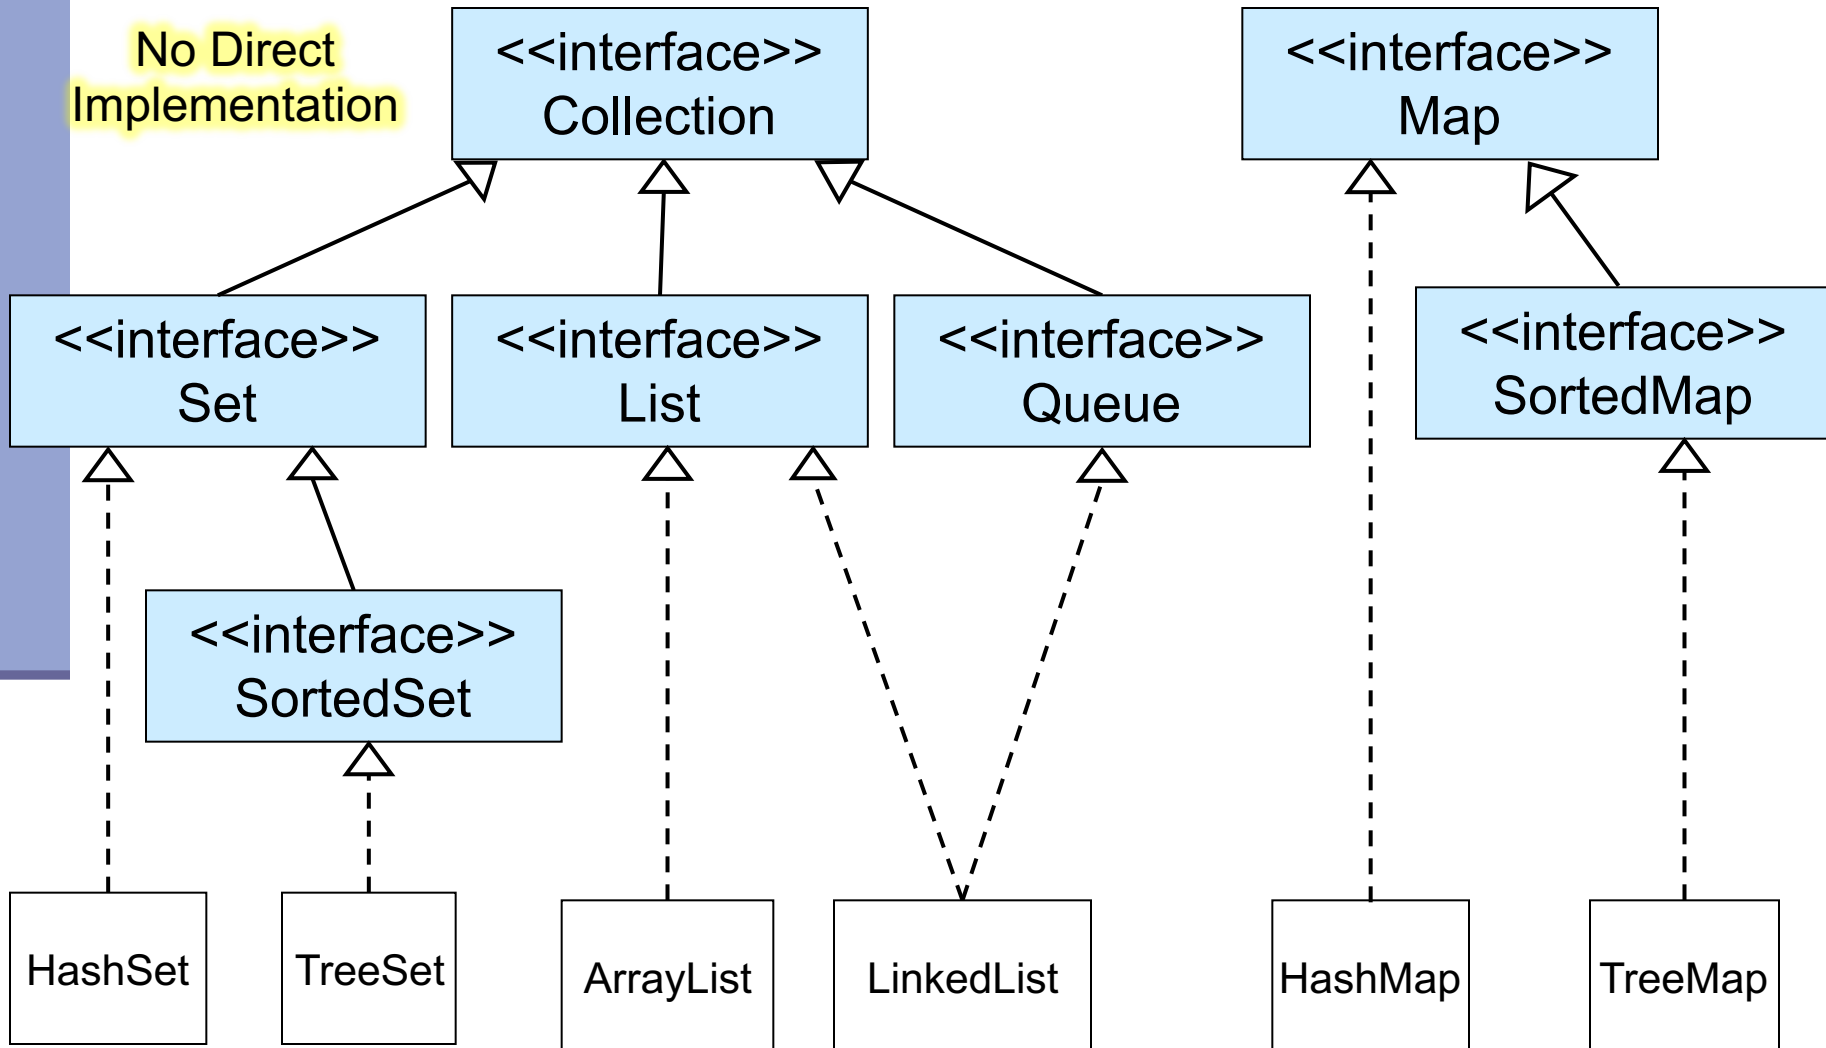 No Direct
Implementation
<<interface>>
Collection
<<interface>>
Map
<<interface>>
Set
<<interface>>
List
<<interface>>
Queue
<<interface>>
SortedMap
<<interface>>
SortedSet
HashSet
TreeSet
ArrayList
LinkedList
HashMap
TreeMap